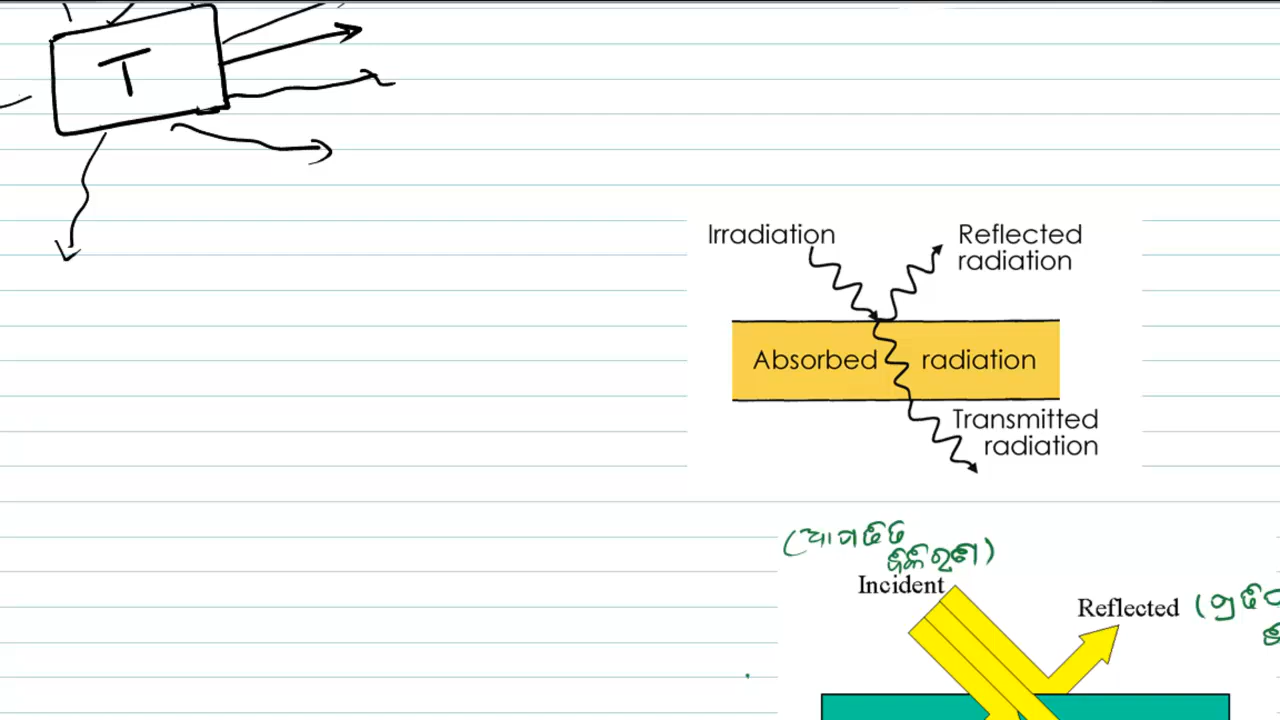 T
Irradiation
Reflected
radiation
Absorbed radiation
Transmitted
radiation
Incident
Reflected